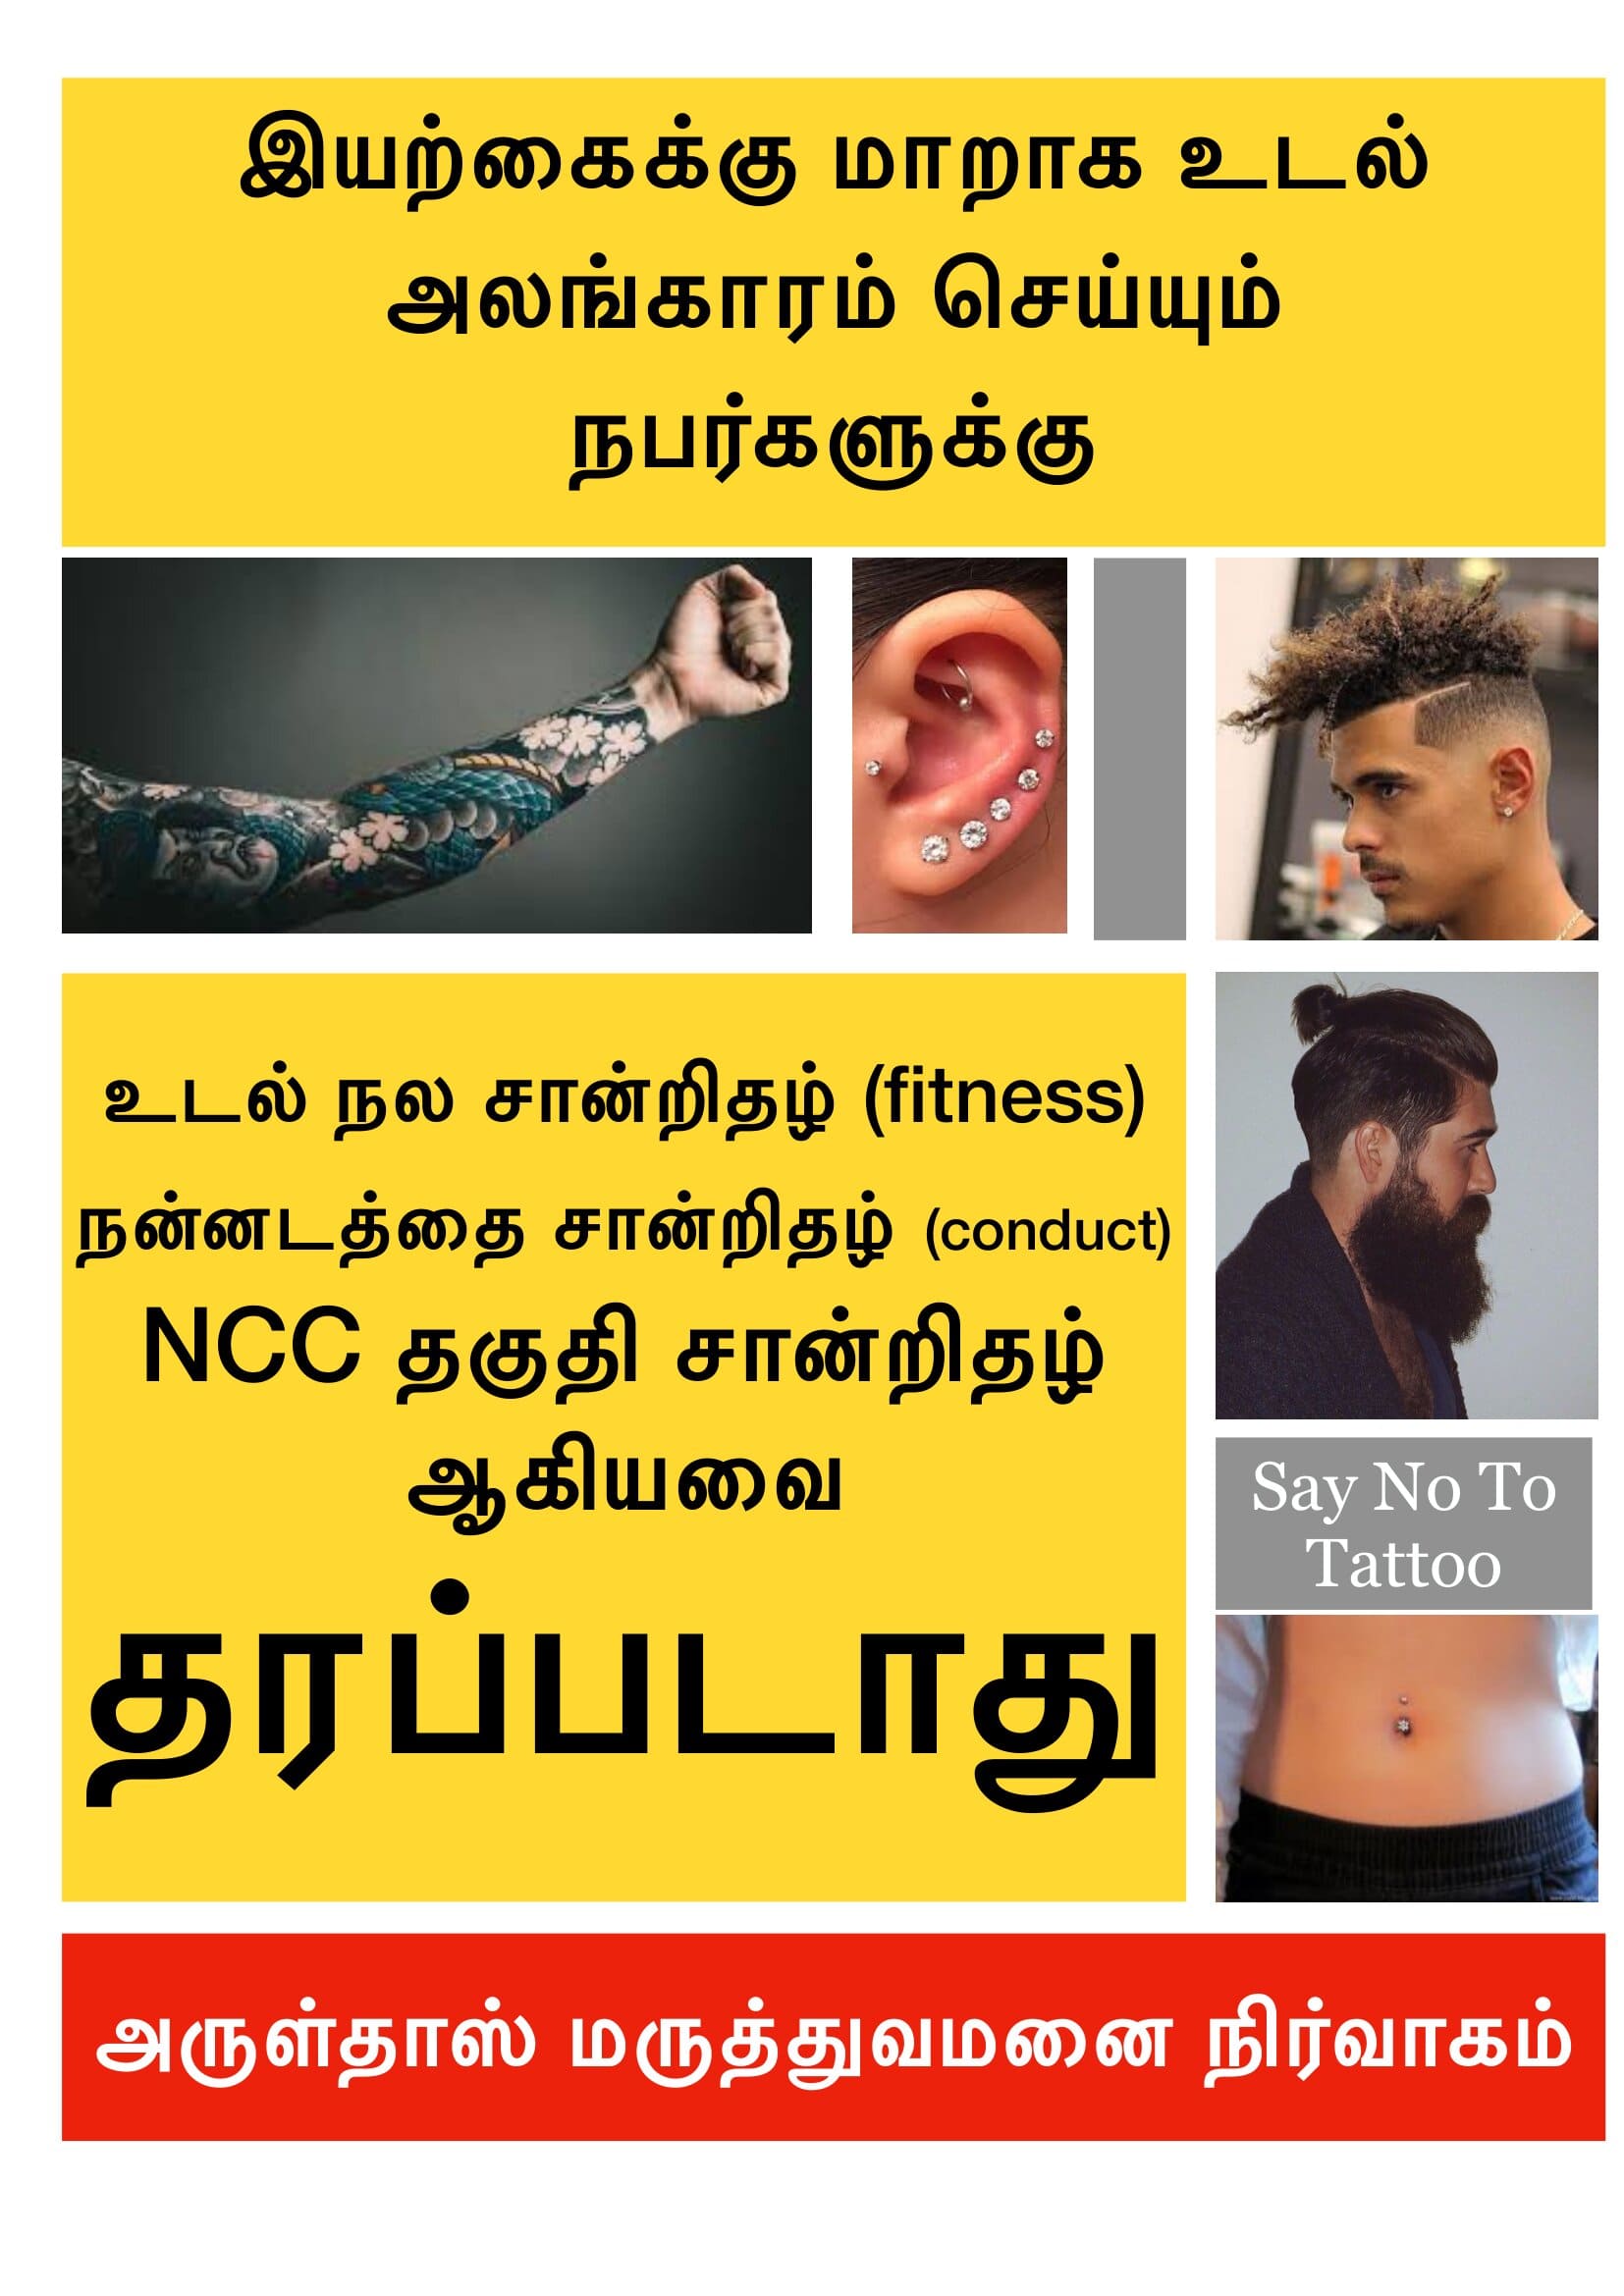 இயற்கைக்கு மாறாக உடல்
அலங்காரம் செய்யும்
நபர்களுக்கு
உடல் நல சான்றிதழ் (fitness)
நன்னடத்தை சான்றிதழ் (conduct)
NCC தகுதி சான்றிதழ்
ஆகியவை
தரப்படாது
Say No To
Tattoo
அருள்தாஸ் மருத்துவமனை நிர்வாகம்